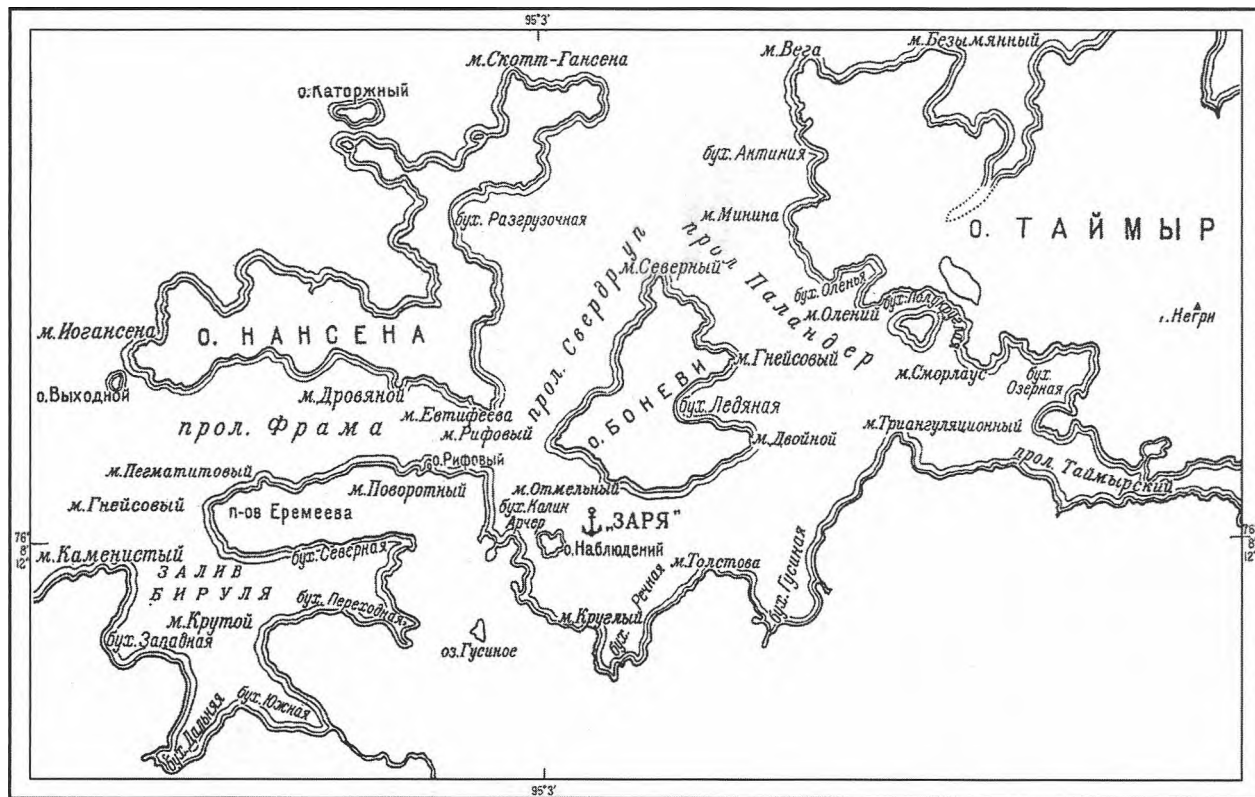 95°3'
м.Скотт-Гансена
м.Вега
м.Безымянный
о.Каторжный
бух.Антиния
бух. Разгрузочная
м.Минина
о. ТАЙМЫР
прол. Свердруп
прол Паландер
м.Северный
бух.Оленья
м.Олений
г.Негри
м.Иогансена
о. НАНСЕНА
м.Гнейсовый
м.Сморлаус
бух. Озерная
о.Выходной
м.Дровяной
о. БОНЕВИ
бух.Ледяная
м.Евтифеева
прол. Фрама
м.Рифовый
м.Двойной
м.Триангуляционный
о.Рифовый
прол. Таймырский
м.Пегматитовый
м.Поворотный
м.Отмельный
м.Гнейсовый
п-ов Еремеева
бух.Калин
Арчер
„ЗАРЯ"
76°
8'
12"
76°
8'
12"
м.Каменистый
бух.Северная
о.Наблюдений
м.Толстова
бух.Гусиная
ЗАЛИВ
БИРУЛЯ
бух. Речная
бух.Переходная
м.Крутой
м.Круглый
бух.Западная
оз.Гусиное
бух.Южная
бух.Дальняя
95°3'